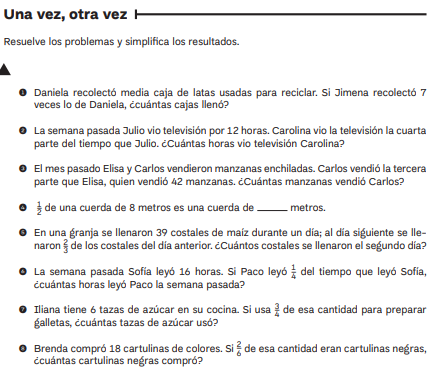 Una vez, otra vez
Resuelve los problemas y simplifica los resultados.
1 Daniela recolectó media caja de latas usadas para reciclar. Si Jimena recolectó 7
veces lo de Daniela, ¿cuántas cajas llenó?
2 La semana pasada Julio vio televisión por 12 horas. Carolina vio la televisión la cuarta
parte del tiempo que Julio. ¿Cuántas horas vio televisión Carolina?
3 El mes pasado Elisa y Carlos vendieron manzanas enchiladas. Carlos vendió la tercera
parte que Elisa, quien vendió 42 manzanas. ¿Cuántas manzanas vendió Carlos?
4 1/2 de una cuerda de 8 metros es una cuerda de ______ metros.
5 En una granja se llenaron 39 costales de maíz durante un día; al día siguiente se lle-
naron 2/3 de los costales del día anterior. ¿Cuántos costales se llenaron el segundo día?
6 La semana pasada Sofía leyó 16 horas. Si Paco leyó 1/4 del tiempo que leyó Sofía,
¿cuántas horas leyó Paco la semana pasada?
7 Iliana tiene 6 tazas de azúcar en su cocina. Si usa 3/4 de esa cantidad para preparar
galletas, ¿cuántas tazas de azúcar usó?
8 Brenda compró 18 cartulinas de colores. Si 2/6 de esa cantidad eran cartulinas negras,
¿cuántas cartulinas negras compró?